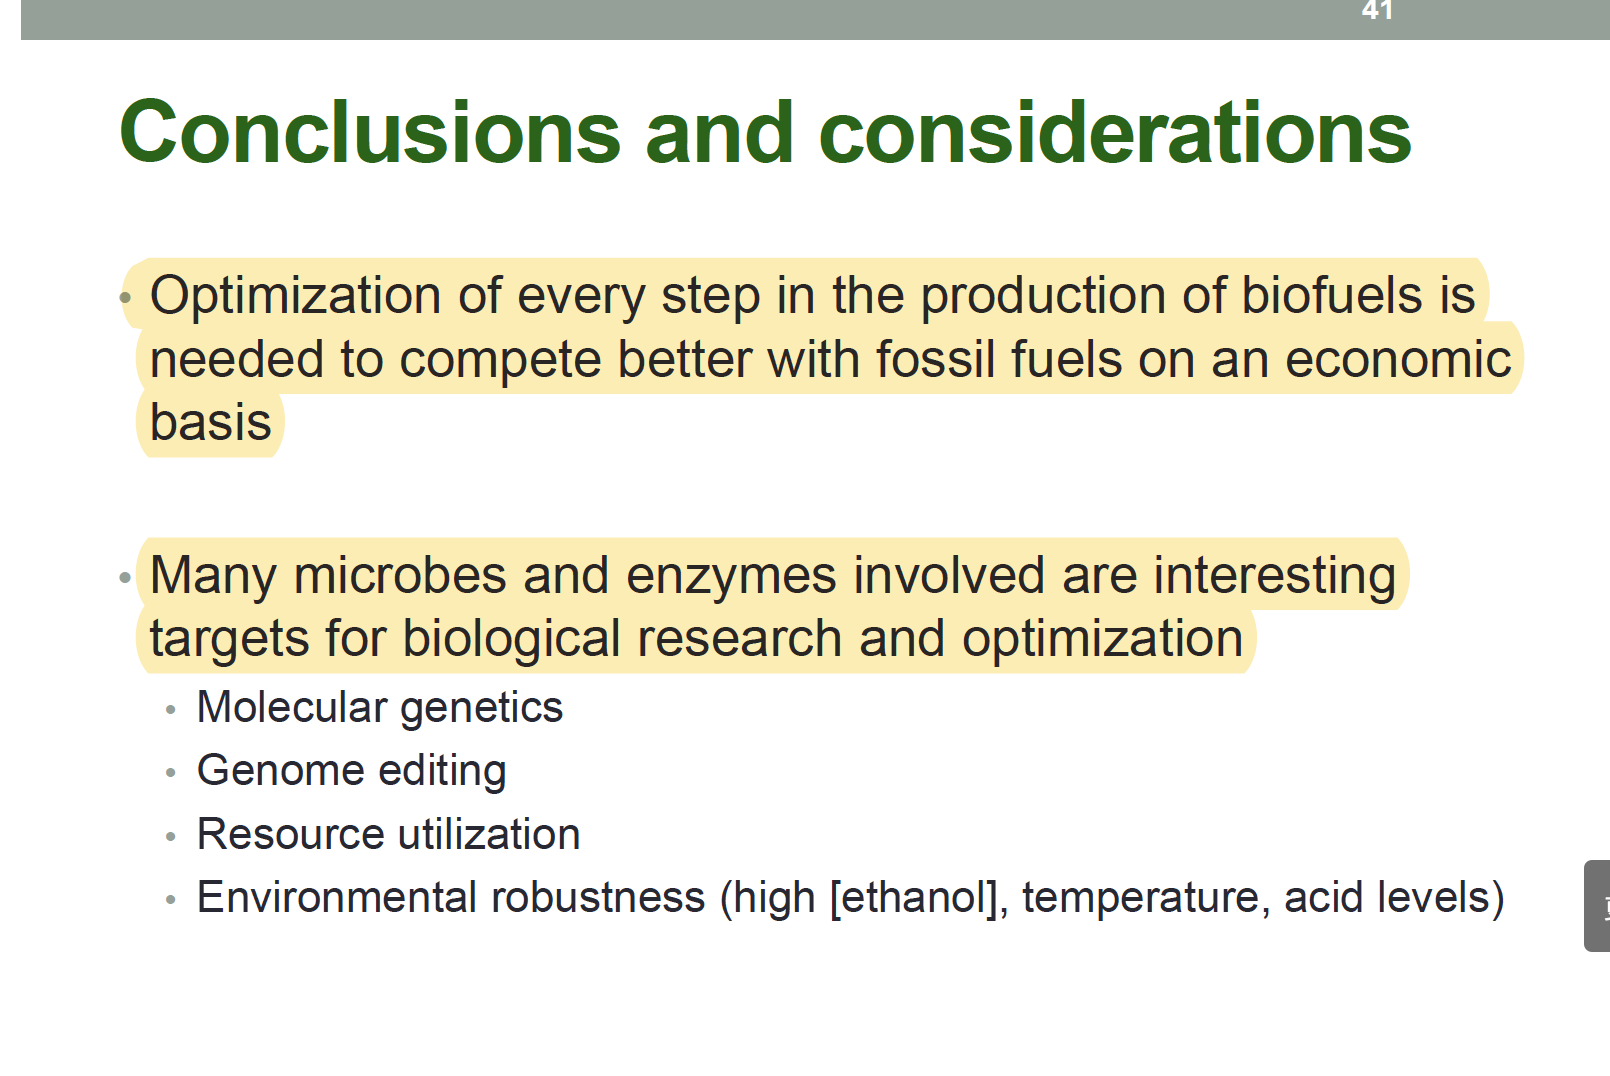 41
Conclusions and considerations
• Optimization of every step in the production of biofuels is
needed to compete better with fossil fuels on an economic
basis
• Many microbes and enzymes involved are interesting
targets for biological research and optimization
• Molecular genetics
• Genome editing
• Resource utilization
• Environmental robustness (high [ethanol], temperature, acid levels)